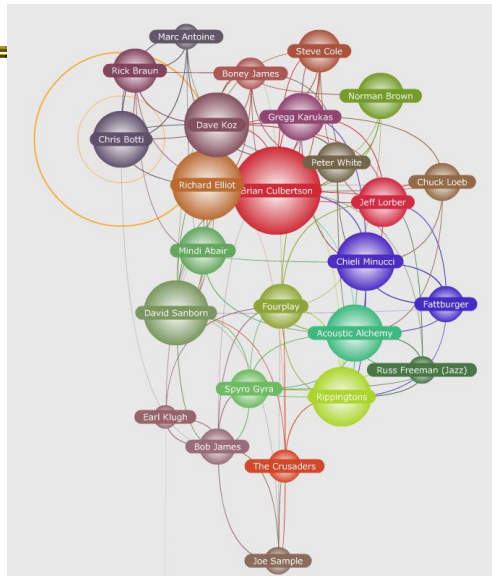 Marc Antoine
Steve Cole
Rick Braun
Boney James
Norman Brown
Dave Koz
Gregg Karukas
Chris Botti
Peter White
Richard Elliot
Brian Culbertson
Chuck Loeb
Jeff Lorber
Mindi Abair
Chieli Minucci
David Sanborn
Fourplay
Fattburger
Acoustic Alchemy
Russ Freeman (Jazz)
Spyro Gyra
Rippingtons
Earl Klugh
Bob James
The Crusaders
Joe Sample